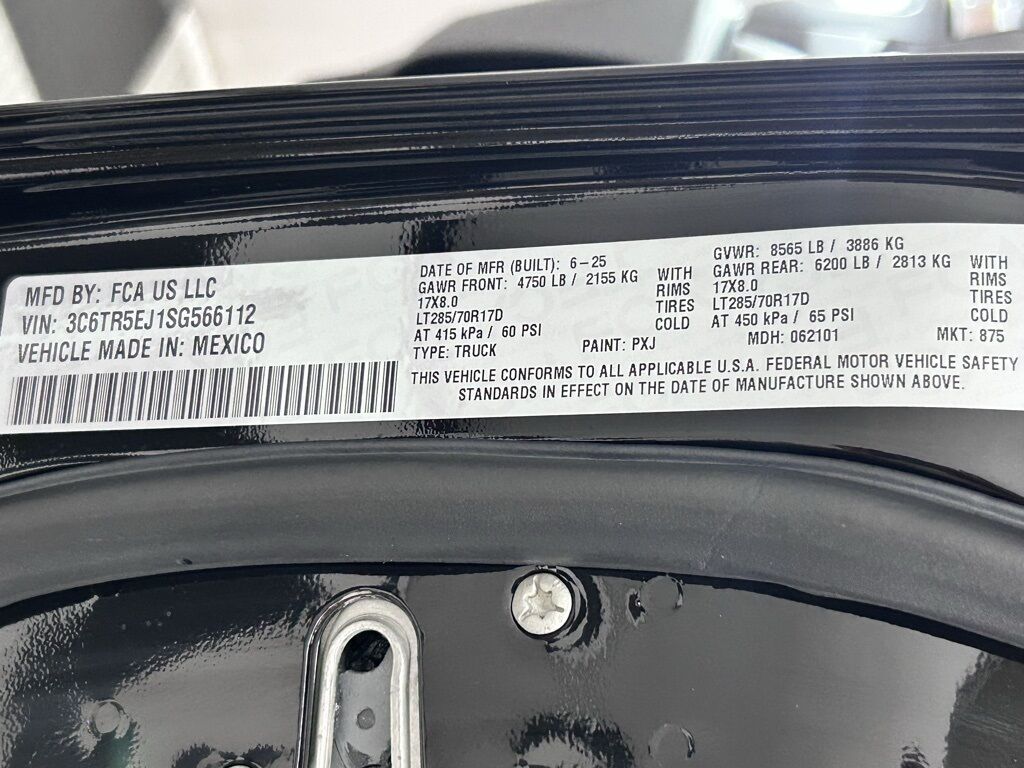 MFD BY: FCA US LLC
VIN: 3C6TR5EJ1SG566112
VEHICLE MADE IN: MEXICO
DATE OF MFR (BUILT): 6-25
GAWR FRONT: 4750 LB / 2155 KG WITH
17X8.0 RIMS
LT285/70R17D TIRES
AT 415 kPa / 60 PSI COLD
TYPE: TRUCK PAINT: PXJ
GVWR: 8565 LB / 3886 KG
GAWR REAR: 6200 LB / 2813 KG WITH
17X8.0 RIMS
LT285/70R17D TIRES
AT 450 kPa / 65 PSI COLD
MDH: 062101 MKT: 875
THIS VEHICLE CONFORMS TO ALL APPLICABLE U.S.A. FEDERAL MOTOR VEHICLE SAFETY
STANDARDS IN EFFECT ON THE DATE OF MANUFACTURE SHOWN ABOVE.